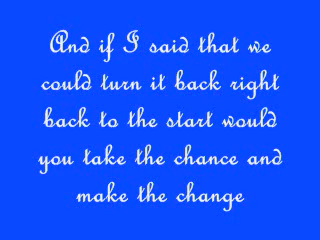 And if I said that we
could turn it back right
back to the start would
you take the chance and
make the change